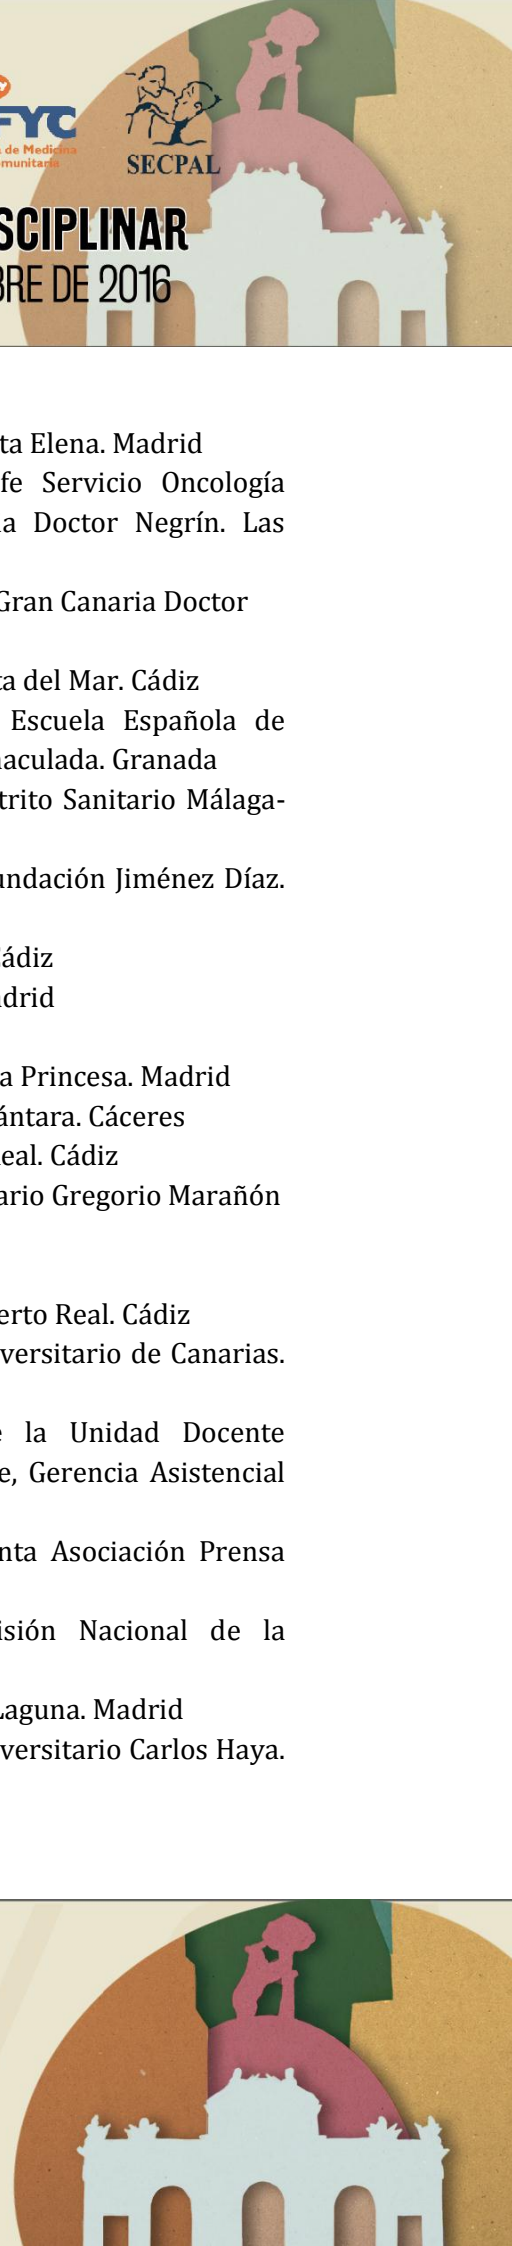 FYC
de Medicina
munitaria
SECPAL
SCIPLINAR
BRE DE 2016
ta Elena. Madrid
fe Servicio Oncología
a Doctor Negrín. Las
Gran Canaria Doctor
ta del Mar. Cádiz
Escuela Española de
aculada. Granada
trito Sanitario Málaga-
undación Jiménez Díaz.
Cádiz
adrid
a Princesa. Madrid
ántara. Cáceres
Real. Cádiz
ario Gregorio Marañón
erto Real. Cádiz
versitario de Canarias.
e la Unidad Docente
e, Gerencia Asistencial
nta Asociación Prensa
isión Nacional de la
Laguna. Madrid
versitario Carlos Haya.